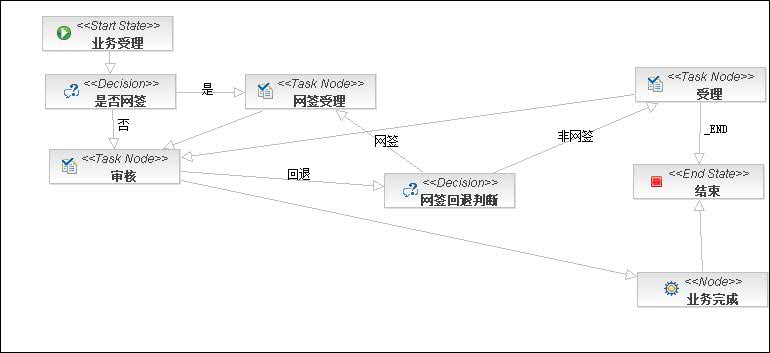 <<Start State>>
业务受理
<<Decision>>
是否网签
是
<<Task Node>>
网签受理
<<Task Node>>
受理
否
网签
非网签
_END
<<Task Node>>
审核
回退
<<Decision>>
网签回退判断
<<End State>>
结束
<<Node>>
业务完成